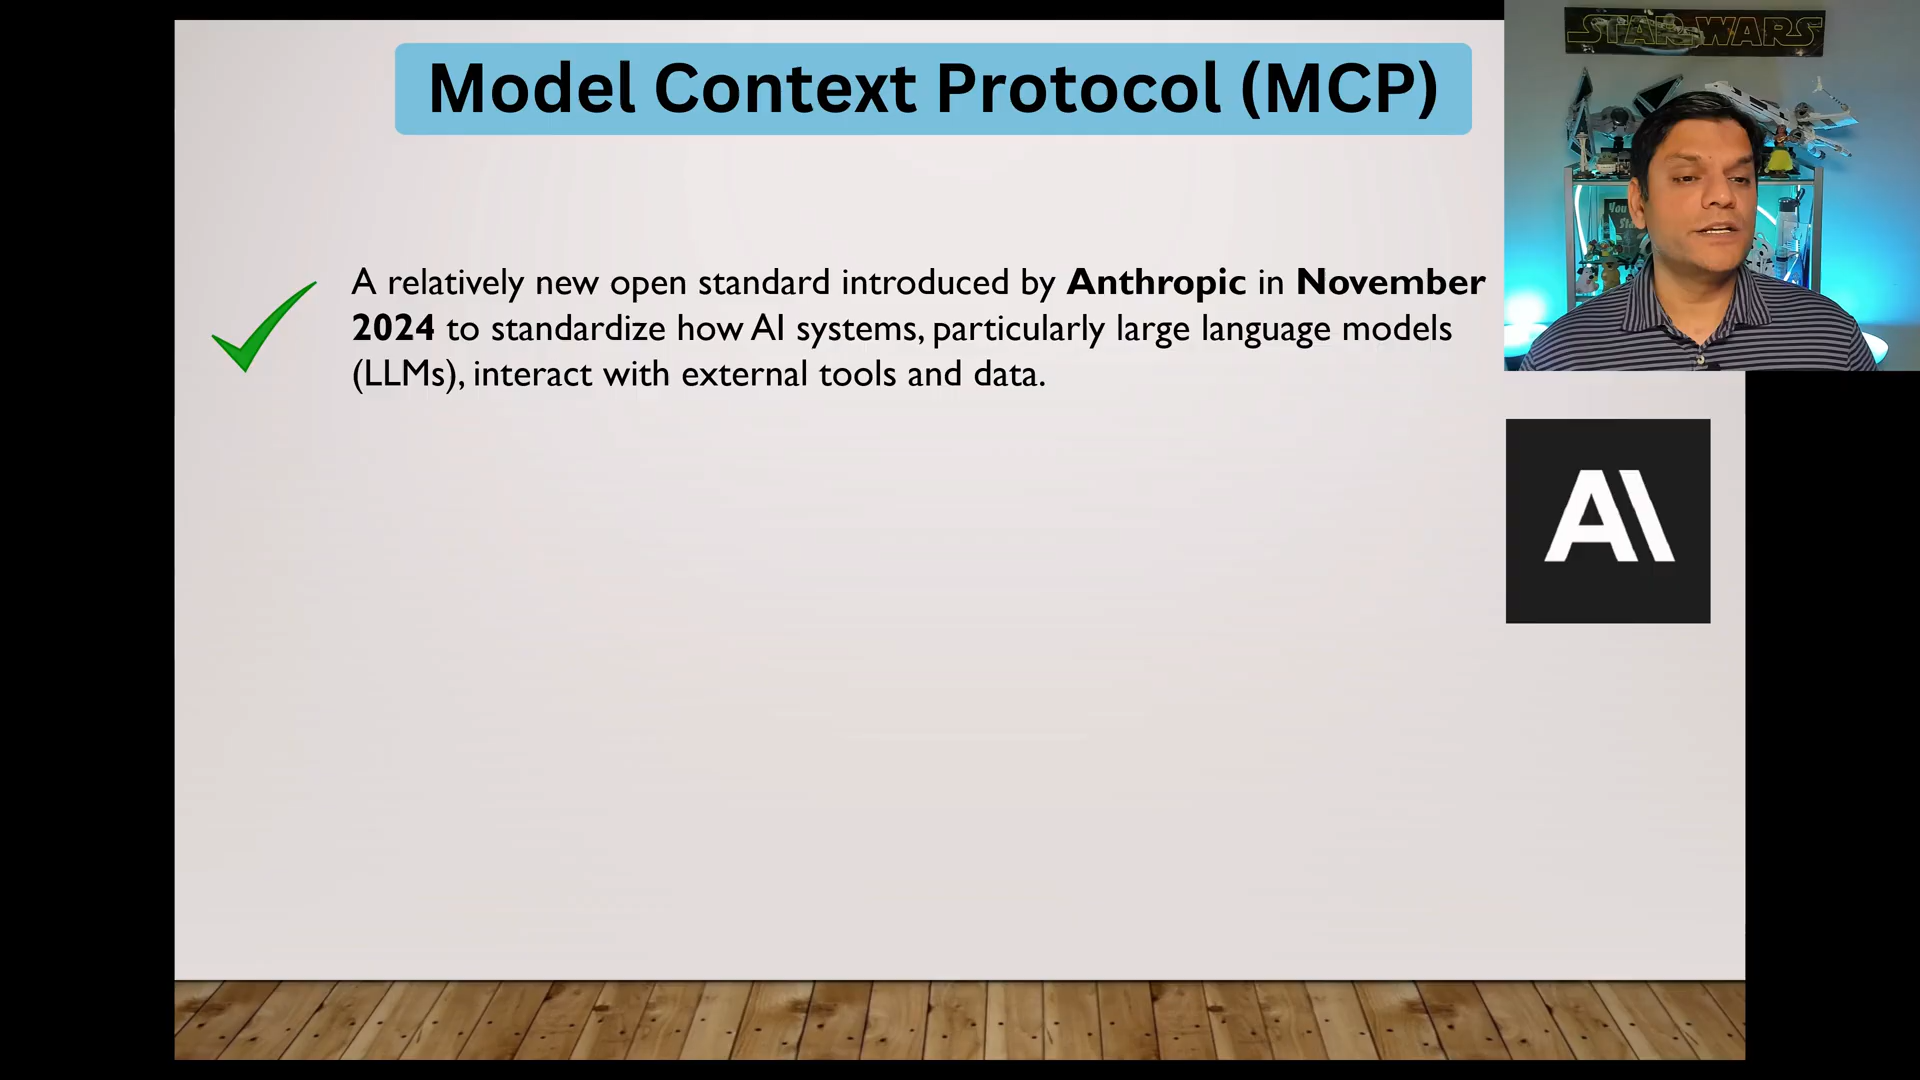 Model Context Protocol (MCP)
STAR WARS
A relatively new open standard introduced by Anthropic in November
2024 to standardize how AI systems, particularly large language models
(LLMs), interact with external tools and data.
AI